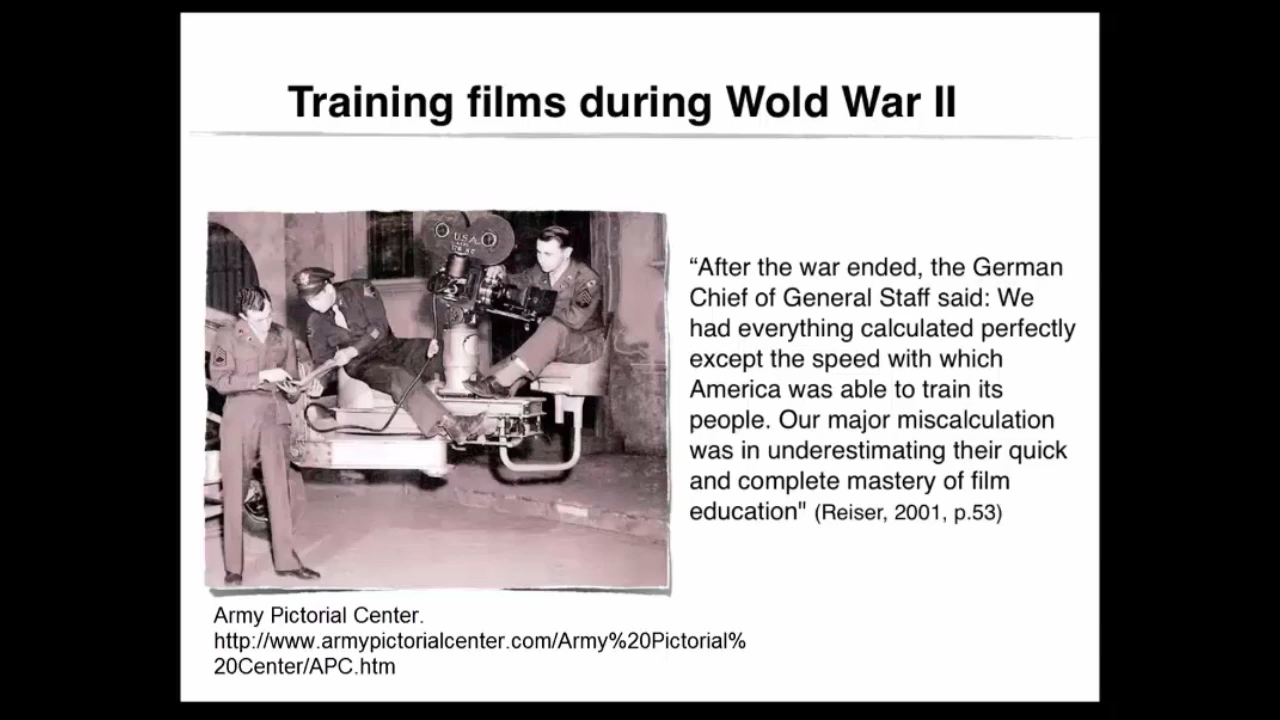 Training films during Wold War II
U.S.A.
“After the war ended, the German
Chief of General Staff said: We
had everything calculated perfectly
except the speed with which
America was able to train its
people. Our major miscalculation
was in underestimating their quick
and complete mastery of film
education" (Reiser, 2001, p.53)
Army Pictorial Center.
http://www.armypictorialcenter.com/Army%20Pictorial%
20Center/APC.htm